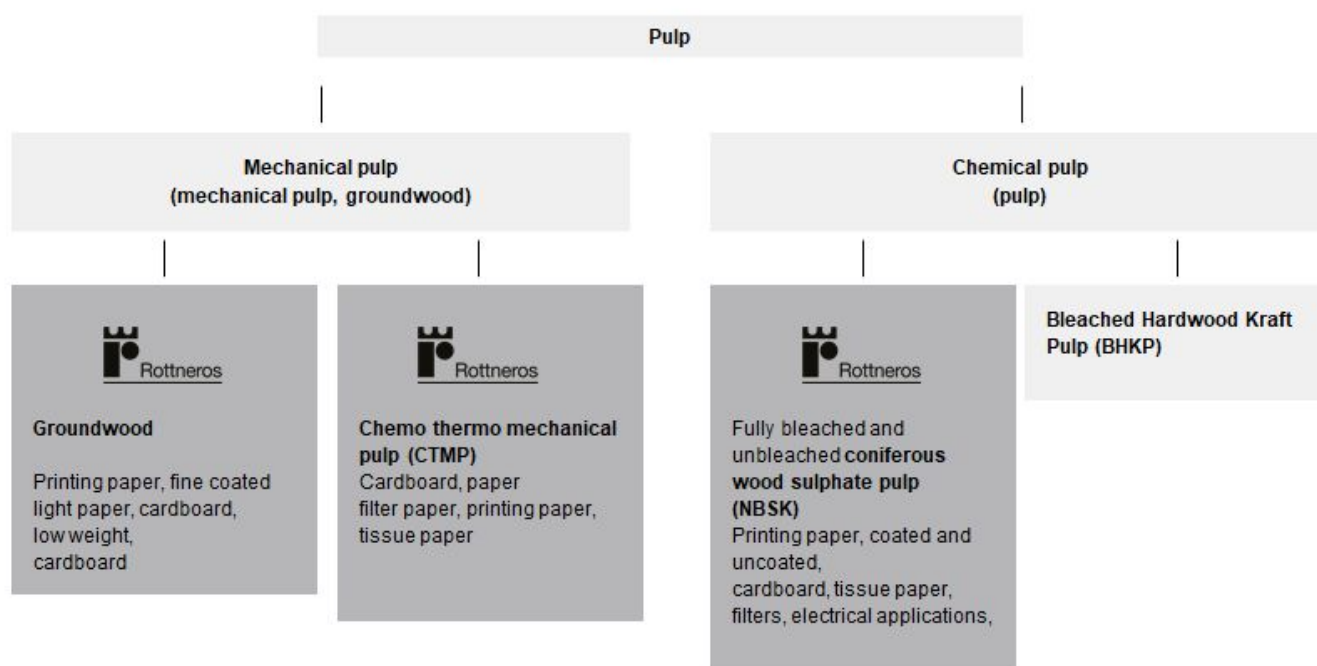 Pulp
Mechanical pulp
(mechanical pulp, groundwood)
Chemical pulp
(pulp)
Rottneros
Groundwood
Printing paper, fine coated
light paper, cardboard,
low weight,
cardboard
Rottneros
Chemo thermo mechanical
pulp (CTMP)
Cardboard, paper
filter paper, printing paper,
tissue paper
Rottneros
Fully bleached and
unbleached coniferous
wood sulphate pulp
(NBSK)
Printing paper, coated and
uncoated,
cardboard, tissue paper,
filters, electrical applications,
Bleached Hardwood Kraft
Pulp (BHKP)